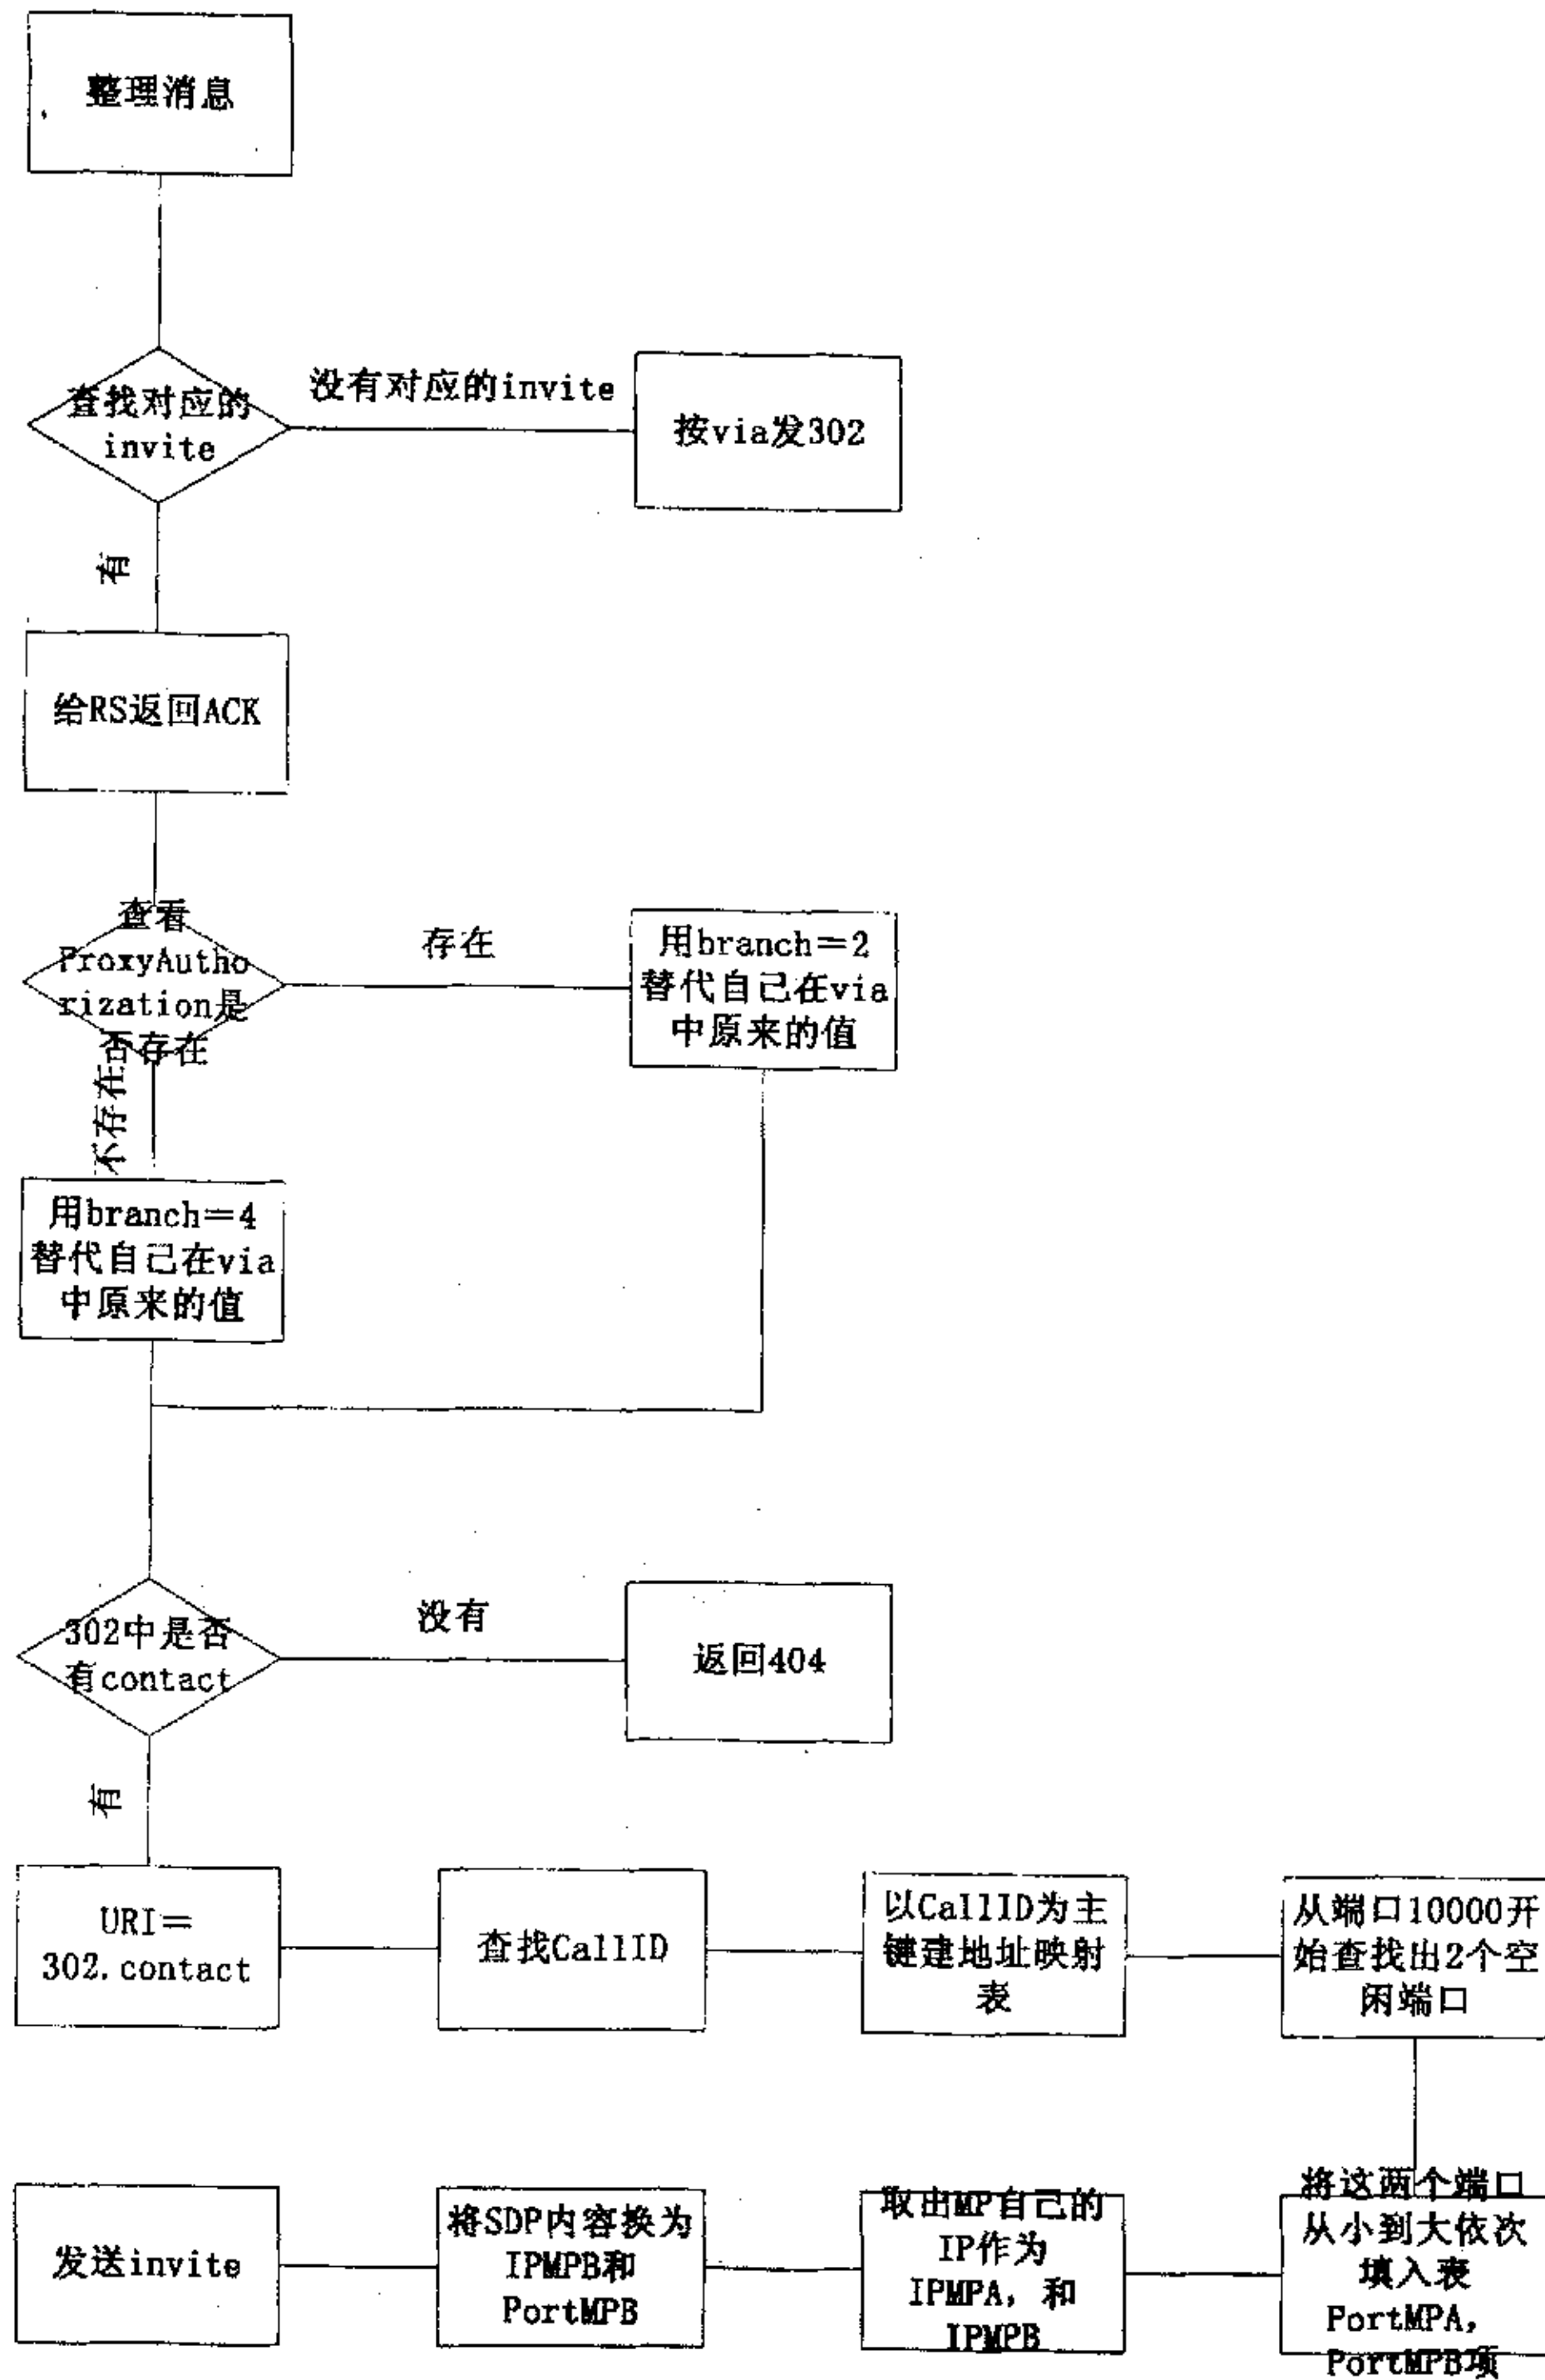 整理消息
查找对应的
invite
没有对应的invite
按via发302
有
给RS返回ACK
查看
ProxyAutho
rization是
否存在
存在
用branch=2
替代自己在via
中原来的值
不存在
用branch=4
替代自己在via
中原来的值
302中是否
有contact
没有
返回404
有
URI=
302.contact
查找CallID
以CallID为主
键建地址映射
表
从端口10000开
始查找出2个空
闲端口
发送invite
将SDP内容换为
IPMPB和
PortMPB
取出MP自己的
IP作为
IPMPA，和
IPMPB
将这两个端口
从小到大依次
填入表
PortMPA，
PortMPB项